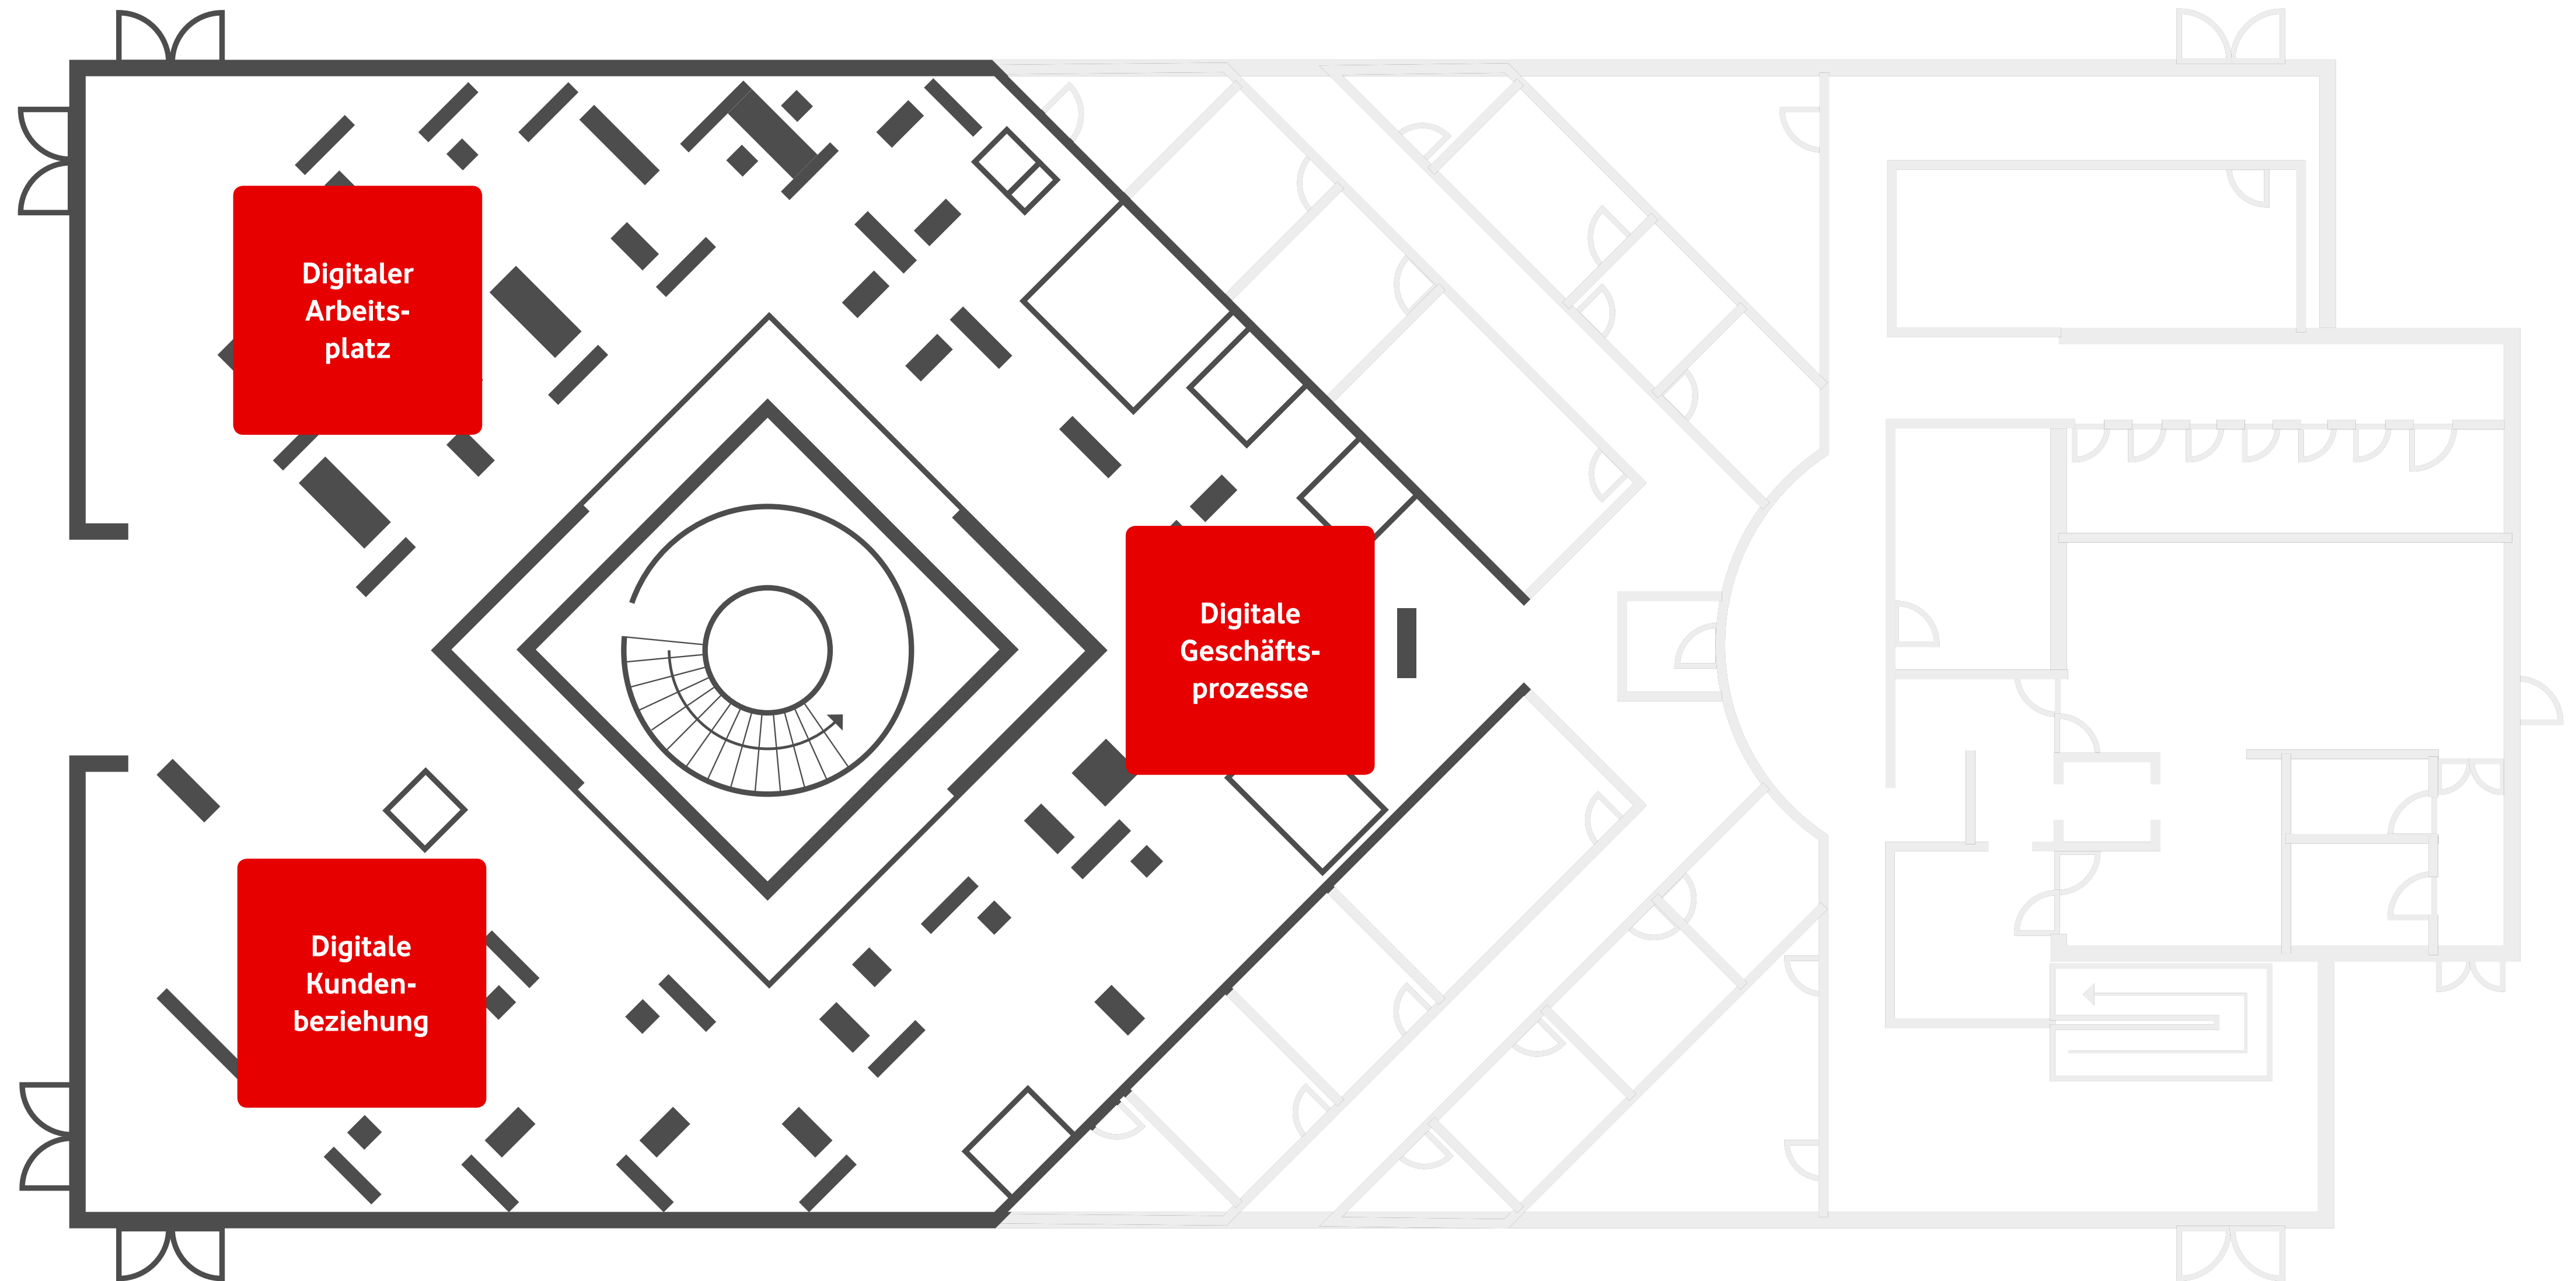 Digitaler
Arbeits-
platz
Digitale
Geschäfts-
prozesse
Digitale
Kunden-
beziehung